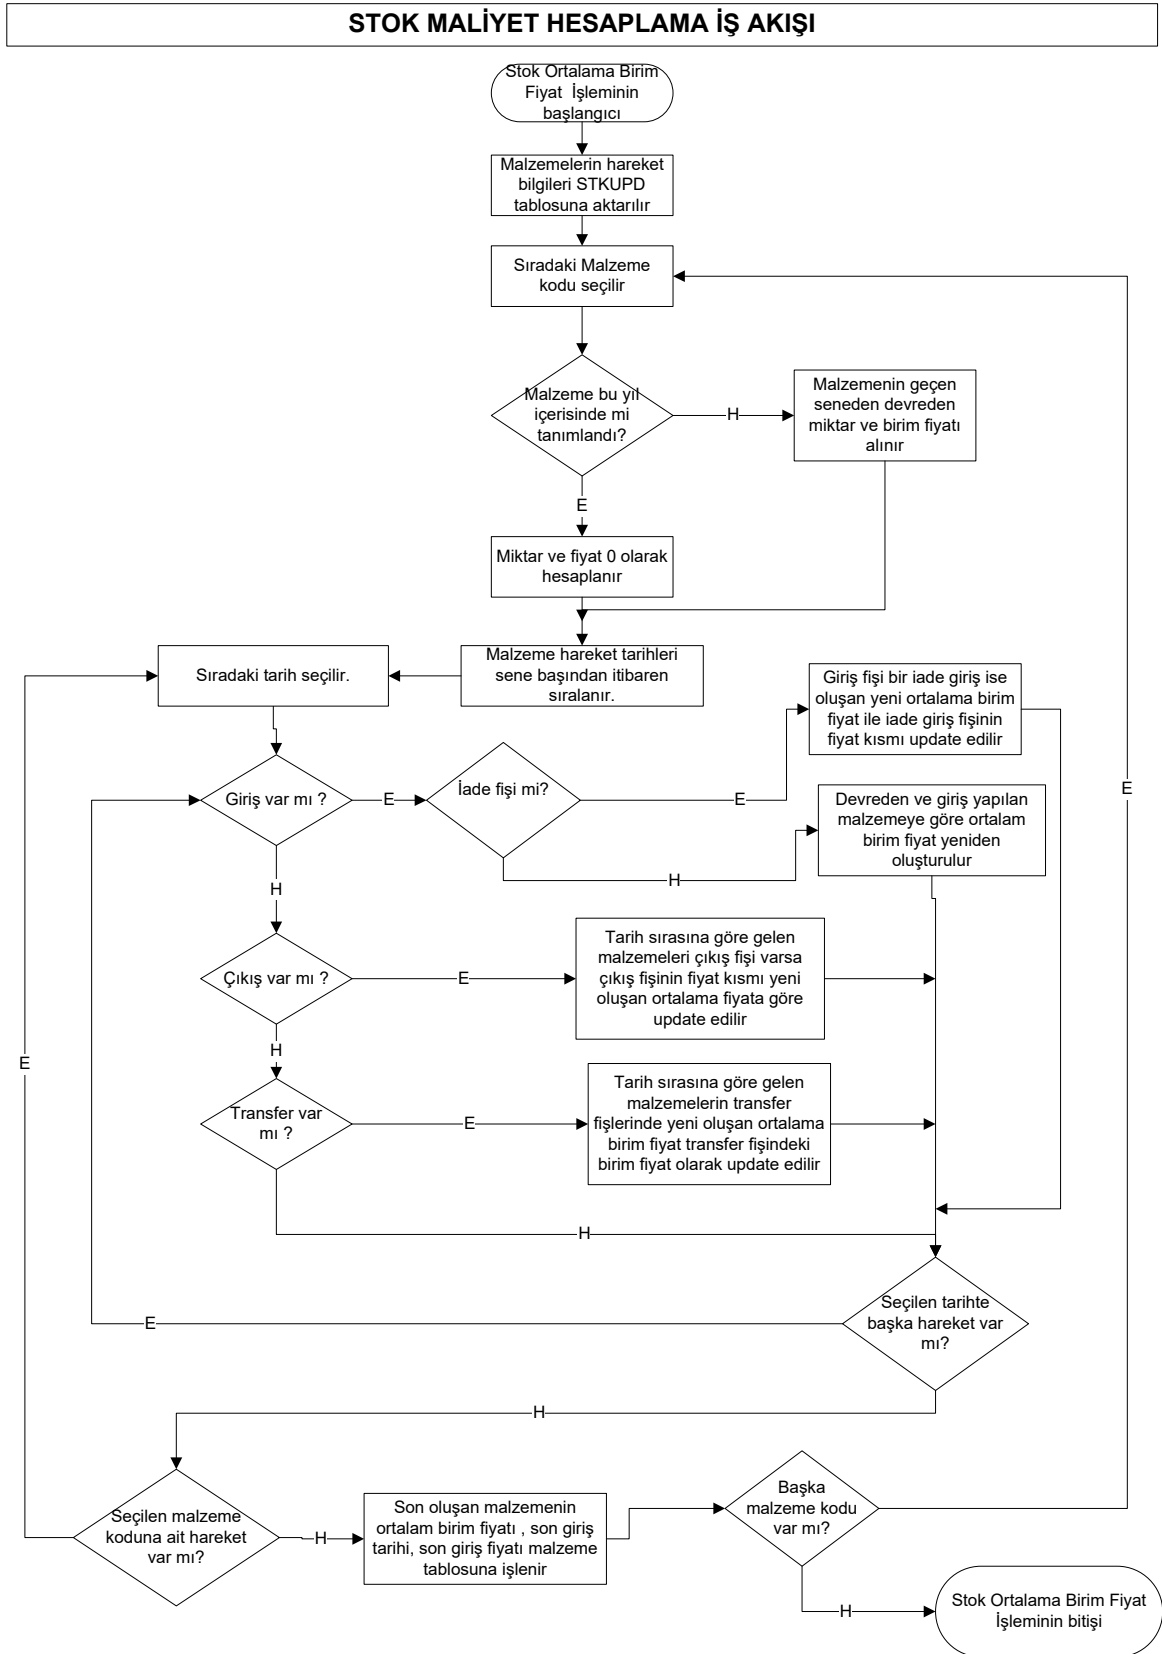 STOK MALİYET HESAPLAMA İŞ AKIŞI
Stok Ortalama Birim
Fiyat İşleminin
başlangıcı
Malzemelerin hareket
bilgileri STKUPD
tablosuna aktarılır
Sıradaki Malzeme
kodu seçilir
Malzeme bu yıl
içerisinde mi
tanımlandı?
H
Malzemenin geçen
seneden devreden
miktar ve birim fiyatı
alınır
E
Miktar ve fiyat 0 olarak
hesaplanır
Malzeme hareket tarihleri
sene başından itibaren
sıralanır.
Sıradaki tarih seçilir.
Giriş fişi bir iade giriş ise
oluşan yeni ortalama birim
fiyat ile iade giriş fişinin
fiyat kısmı update edilir
Giriş var mı ?
E
İade fişi mi?
E
E
Devreden ve giriş yapılan
malzemeye göre ortalam
birim fiyat yeniden
oluşturulur
H
H
Çıkış var mı ?
E
Tarih sırasına göre gelen
malzemeleri çıkış fişi varsa
çıkış fişinin fiyat kısmı yeni
oluşan ortalama fiyata göre
update edilir
H
E
Transfer var
mı ?
E
Tarih sırasına göre gelen
malzemelerin transfer
fişlerinde yeni oluşan ortalama
birim fiyat transfer fişindeki
birim fiyat olarak update edilir
H
Seçilen tarihte
başka hareket var
mı?
E
H
Seçilen malzeme
koduna ait hareket
var mı?
H
Son oluşan malzemenin
ortalam birim fiyatı , son giriş
tarihi, son giriş fiyatı malzeme
tablosuna işlenir
Başka
malzeme kodu
var mı?
H
Stok Ortalama Birim Fiyat
İşleminin bitişi